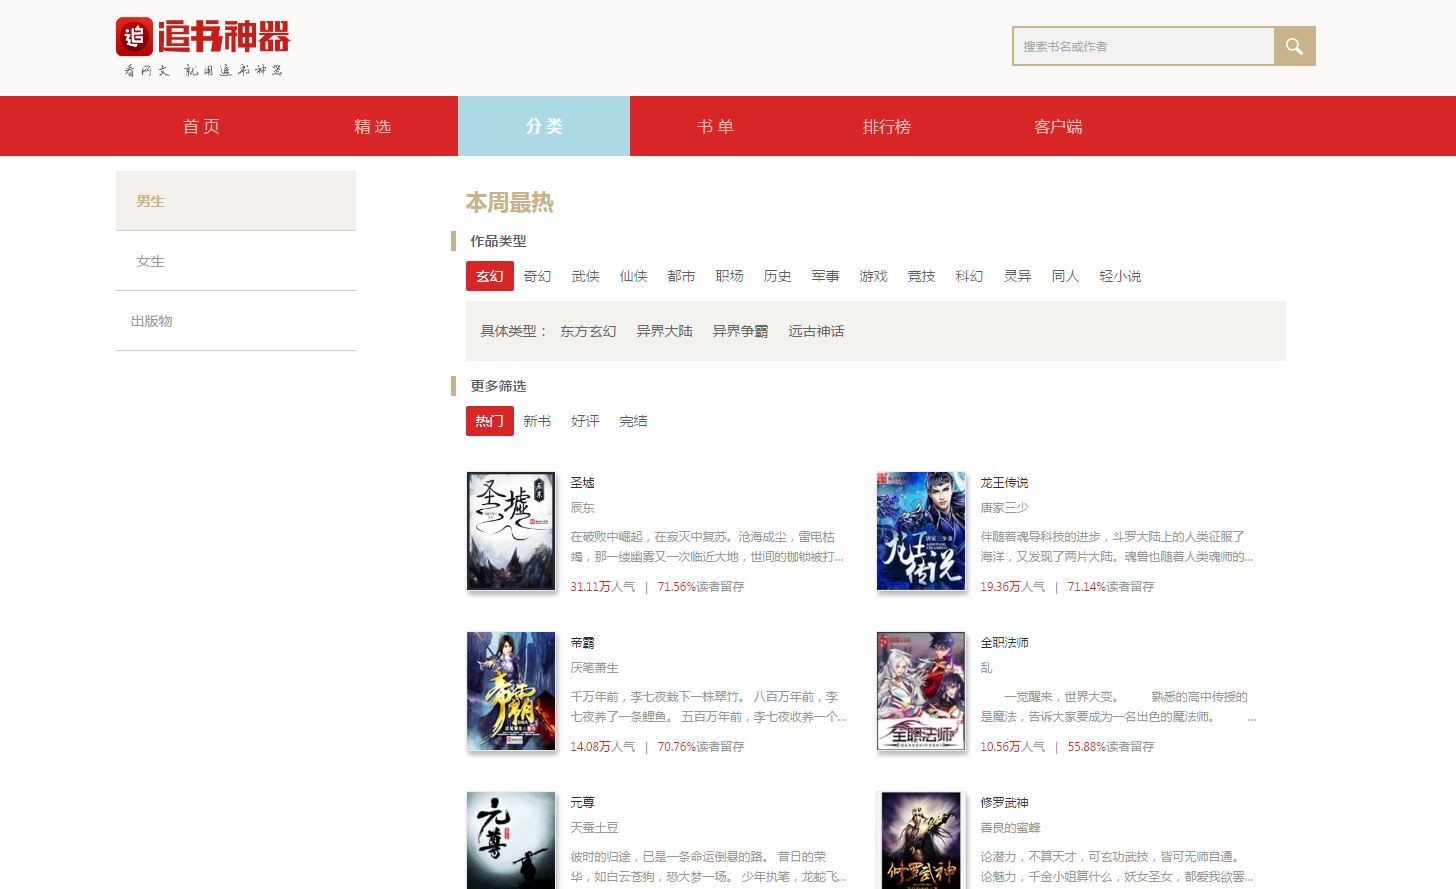 追书神器
看网文 就用追书神器
搜索书名或作者
首 页 精 选 分 类 书 单 排行榜 客户端
男生
女生
出版物
本周最热
作品类型
玄幻 奇幻 武侠 仙侠 都市 职场 历史 军事 游戏 竞技 科幻 灵异 同人 轻小说
具体类型： 东方玄幻 异界大陆 异界争霸 远古神话
更多筛选
热门 新书 好评 完结
圣墟
圣墟
辰东
在破败中崛起，在寂灭中复苏。沧海成尘，雷电枯
竭，那一缕幽雾又一次临近大地，世间的枷锁被打...
31.11万人气 | 71.56%读者留存
龙王传说
龙王传说
唐家三少
伴随着魂导科技的进步，斗罗大陆上的人类征服了
海洋，又发现了两片大陆。魂兽也随着人类魂师的...
19.36万人气 | 71.14%读者留存
帝霸
帝霸
厌笔萧生
千万年前，李七夜栽下一株翠竹。 八百万年前，李
七夜养了一条鲤鱼。 五百万年前，李七夜收养一个...
14.08万人气 | 70.76%读者留存
全职法师
全职法师
乱
一觉醒来，世界大变。 熟悉的高中传授的
是魔法，告诉大家要成为一名出色的魔法师。 ...
10.56万人气 | 55.88%读者留存
元尊
元尊
天蚕土豆
彼时的归途，已是一条命运倒悬的路。 昔日的荣
华，如白云苍狗，恐大梦一场。 少年执笔，龙蛇飞...
修罗武神
修罗武神
善良的蜜蜂
论潜力，不算天才，可玄功武技，皆可无师自通。
论魅力，千金小姐算什么，妖女圣女，都爱我欲罢...